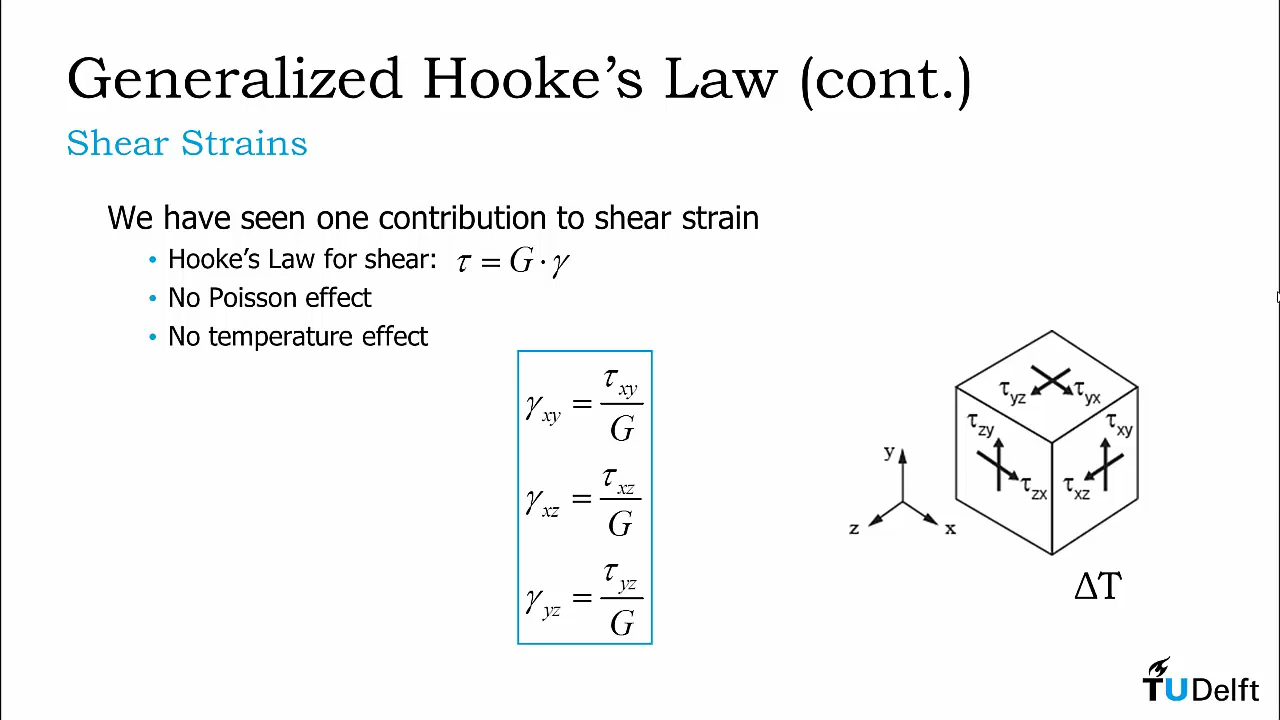 Generalized Hooke's Law (cont.)
Shear Strains
We have seen one contribution to shear strain
• Hooke's Law for shear: τ = G · γ
• No Poisson effect
• No temperature effect
γxy = τxy / G
γxz = τxz / G
γyz = τyz / G
τyz τyx
τzy τxy
τzx τxz
y
z x
ΔT
TUDelft